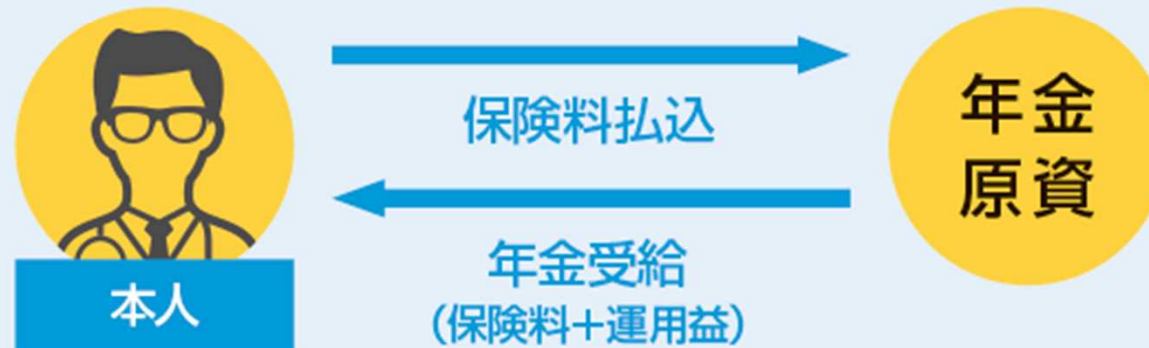 保険料払込
年金
原資
年金受給
（保険料＋運用益）
本人